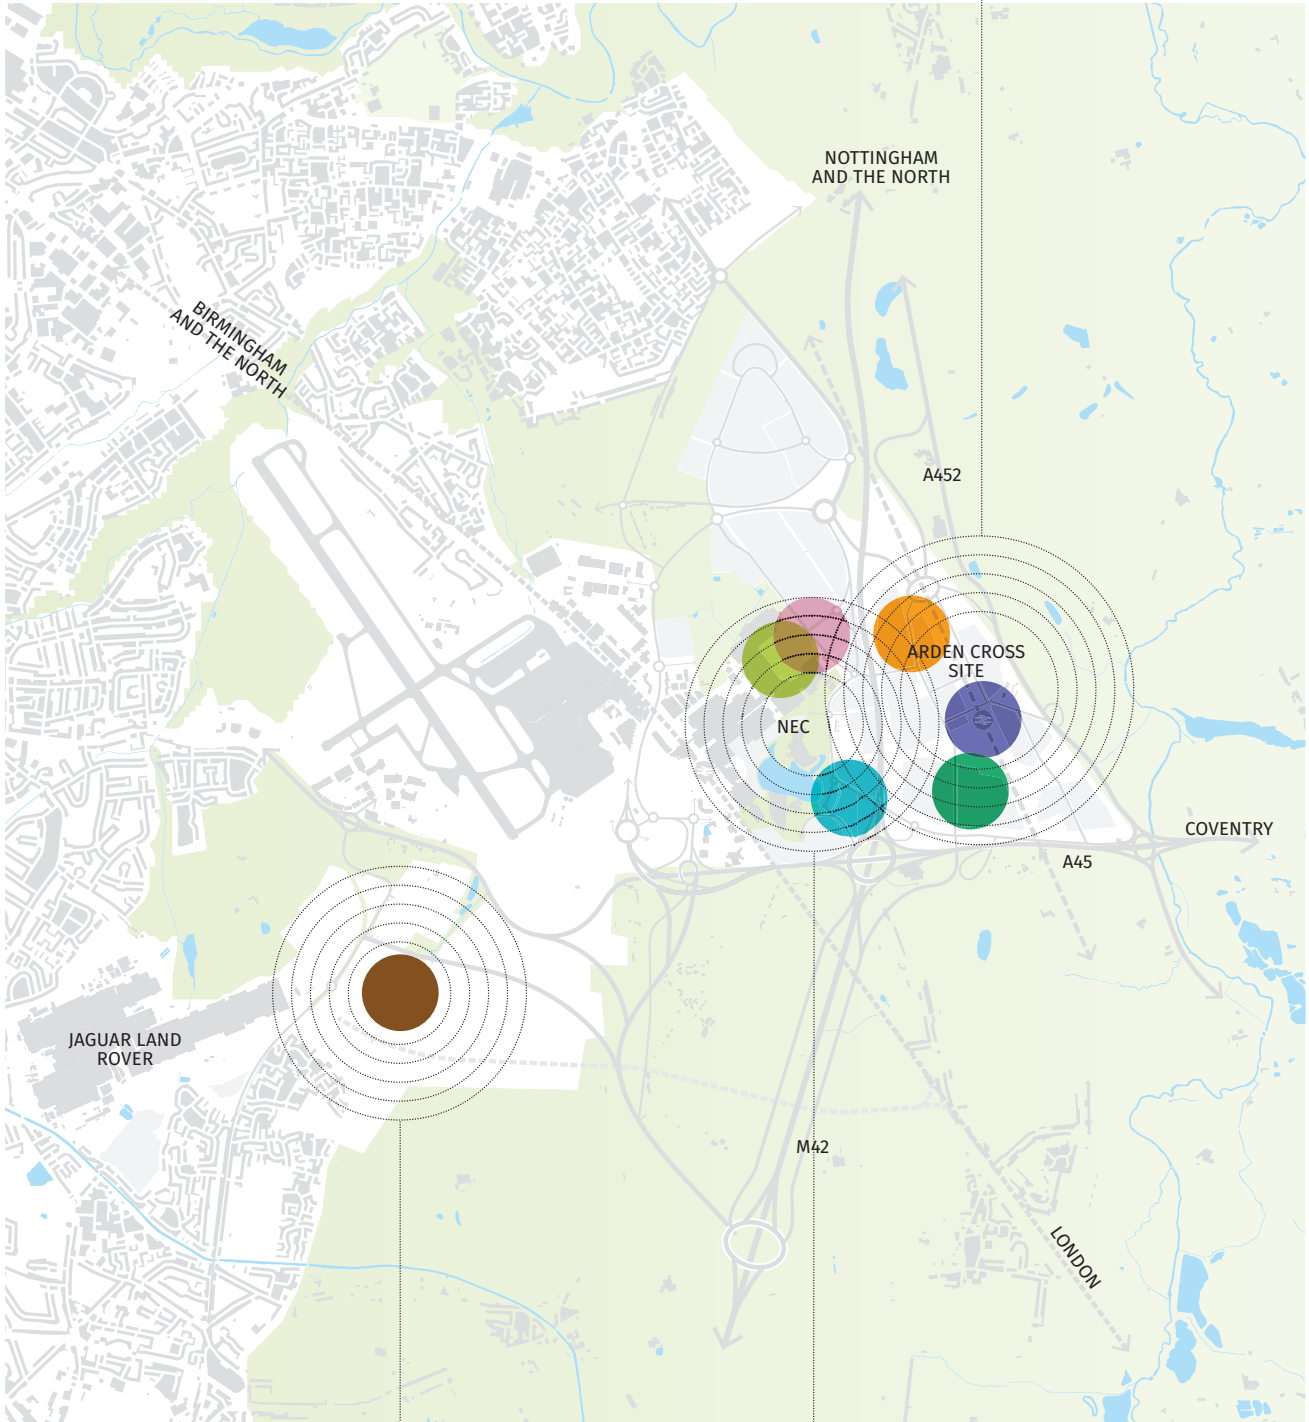 NOTTINGHAM
AND THE NORTH
BIRMINGHAM
AND THE NORTH
A452
ARDEN CROSS
SITE
NEC
COVENTRY
A45
JAGUAR LAND
ROVER
M42
LONDON